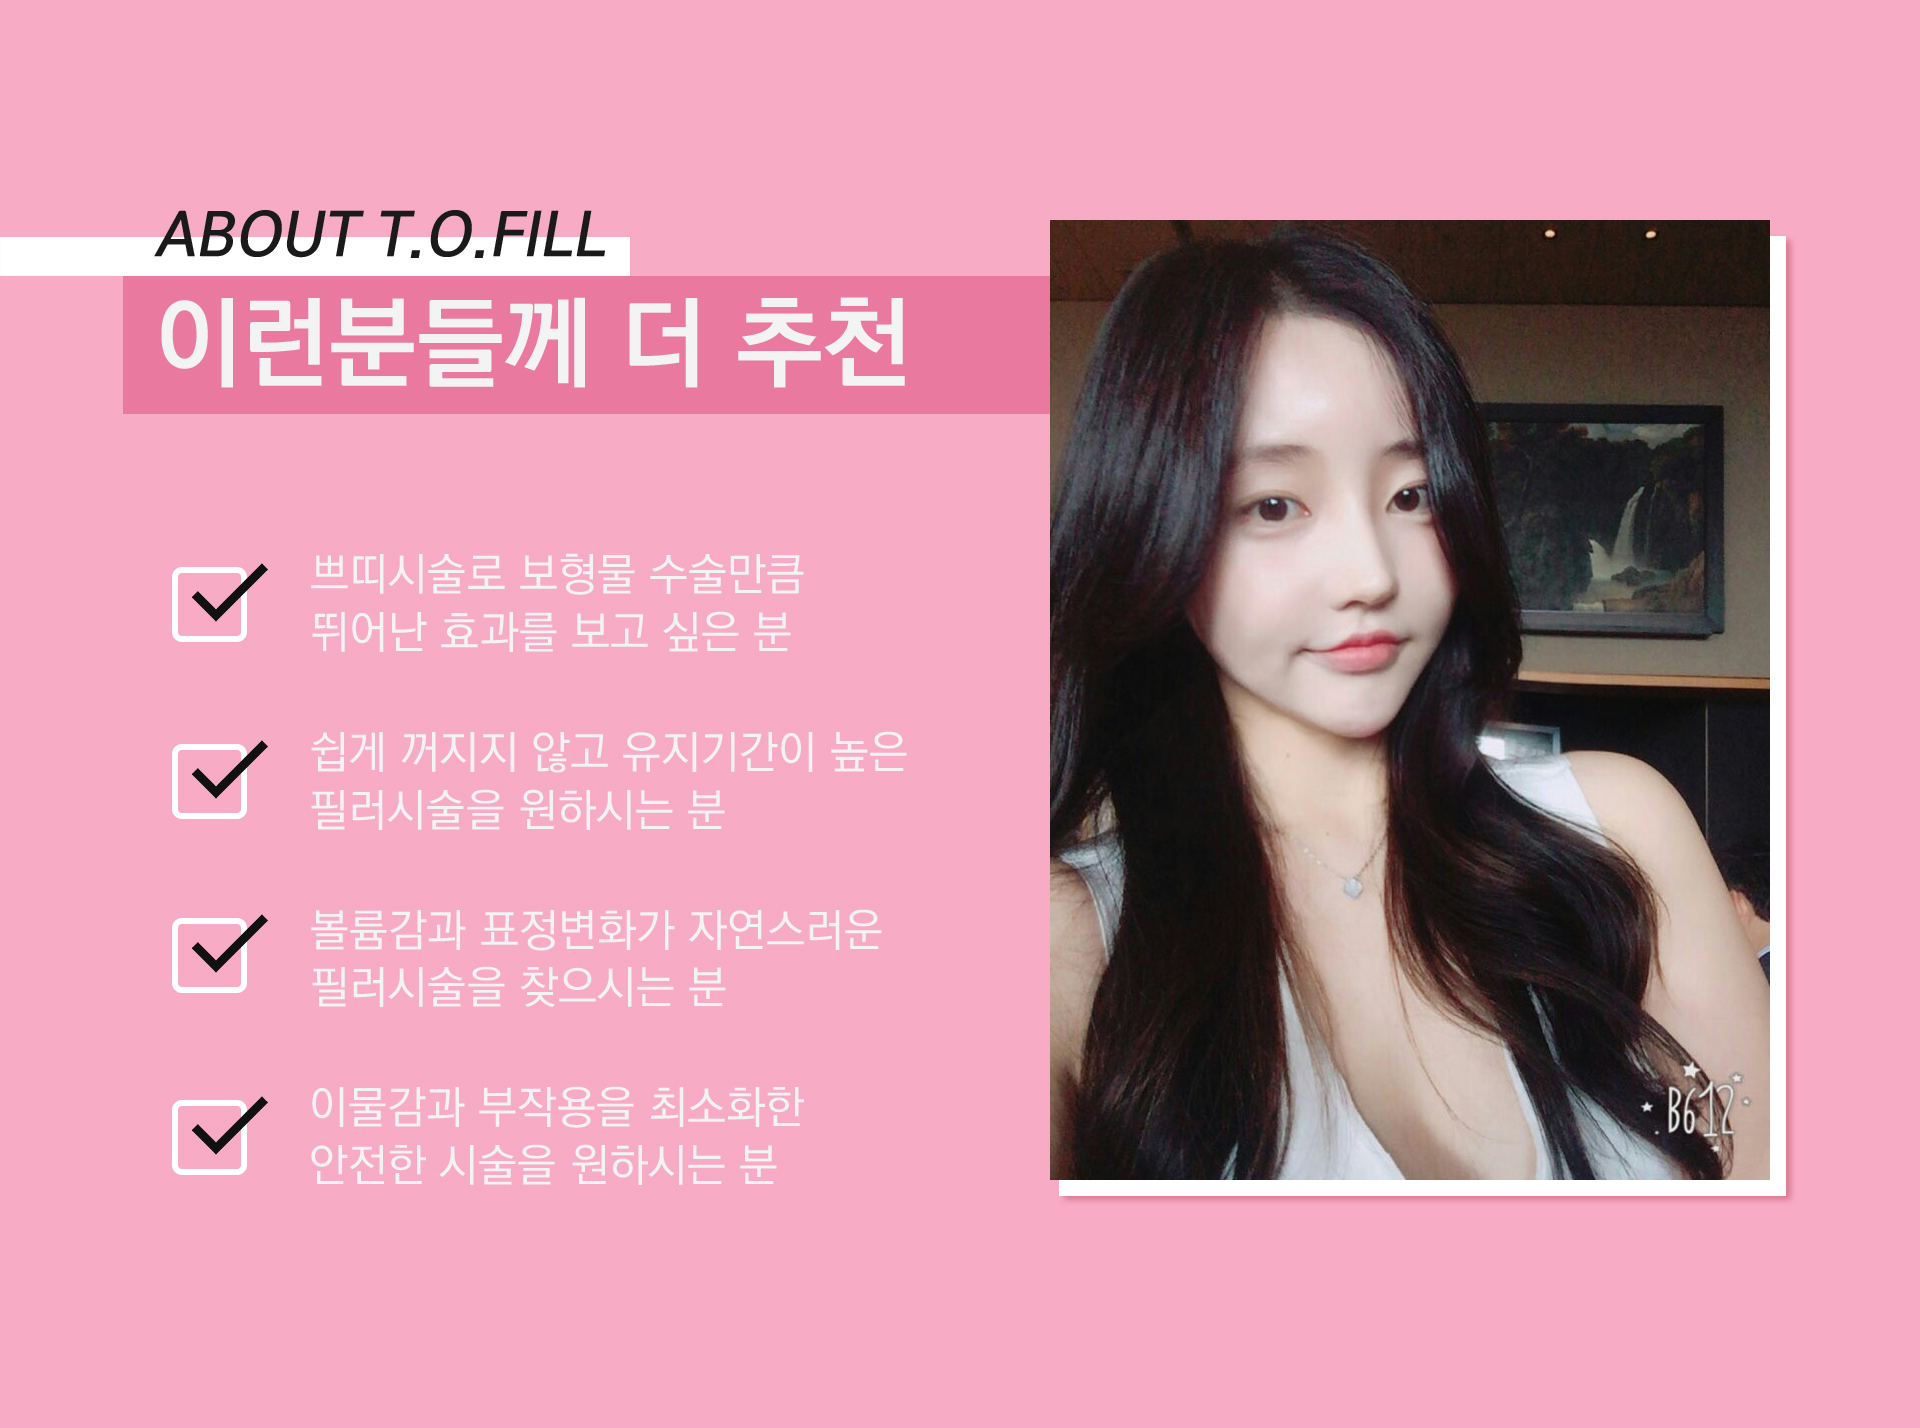 ABOUT T.O.FILL
이런분들께 더 추천
쁘띠시술로 보형물 수술만큼
뛰어난 효과를 보고 싶은 분
쉽게 꺼지지 않고 유지기간이 높은
필러시술을 원하시는 분
볼륨감과 표정변화가 자연스러운
필러시술을 찾으시는 분
이물감과 부작용을 최소화한
안전한 시술을 원하시는 분
B612